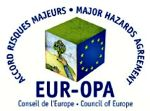 ACCORD RISQUES MAJEURS • MAJOR HAZARDS AGREEMENT
EUR-OPA
Conseil de l'Europe • Council of Europe